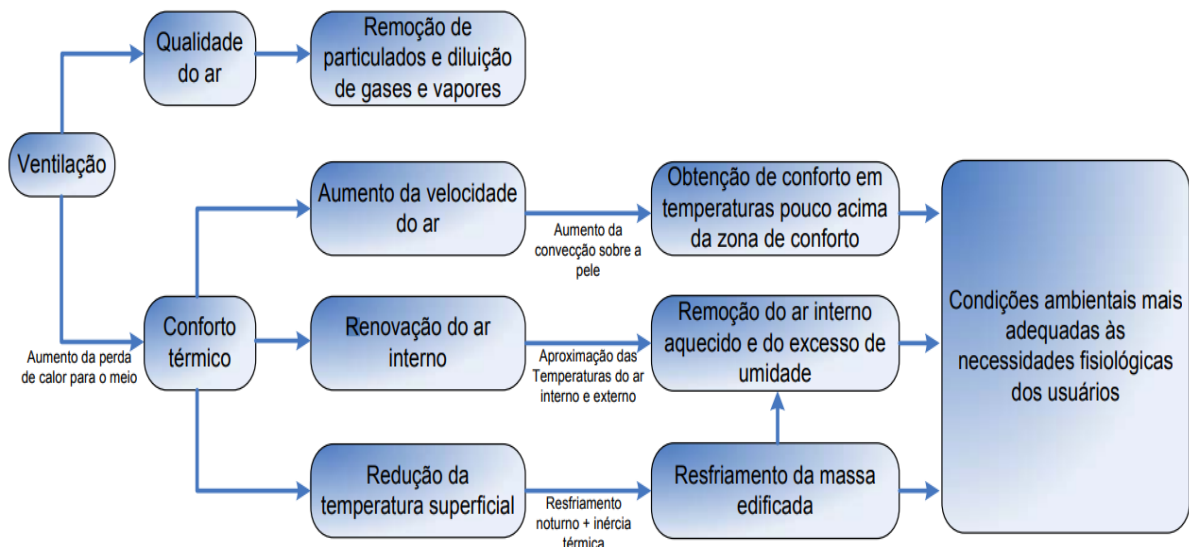 Qualidade
do ar
Remoção de
particulados e diluição
de gases e vapores
Ventilação
Aumento da perda
de calor para o meio
Conforto
térmico
Aumento da velocidade
do ar
Aumento da
convecção sobre a
pele
Obtenção de conforto em
temperaturas pouco acima
da zona de conforto
Renovação do ar
interno
Aproximação das
Temperaturas do ar
interno e externo
Remoção do ar interno
aquecido e do excesso de
umidade
Redução da
temperatura superficial
Resfriamento
noturno + inércia
térmica
Resfriamento da massa
edificada
Condições ambientais mais
adequadas às
necessidades fisiológicas
dos usuários